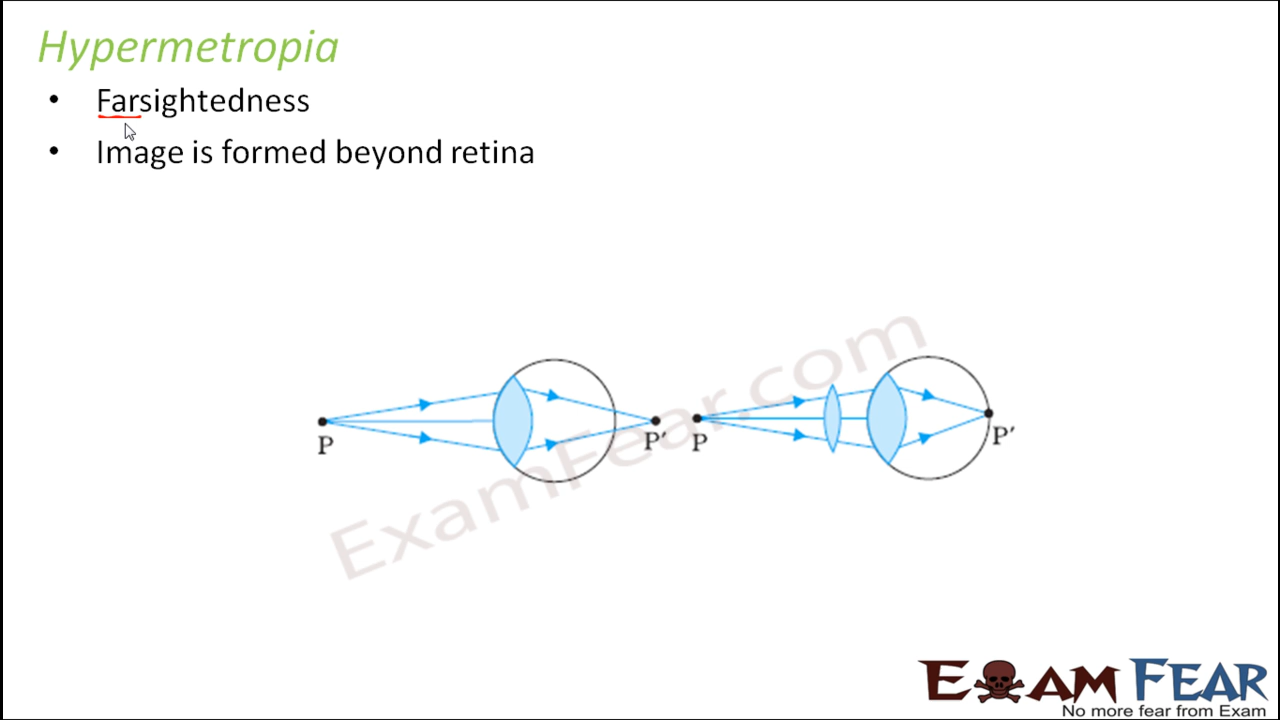 Hypermetropia
• Farsightedness
• Image is formed beyond retina
ExamFear.com
P P' P P'
EXAM FEAR
No more fear from Exam